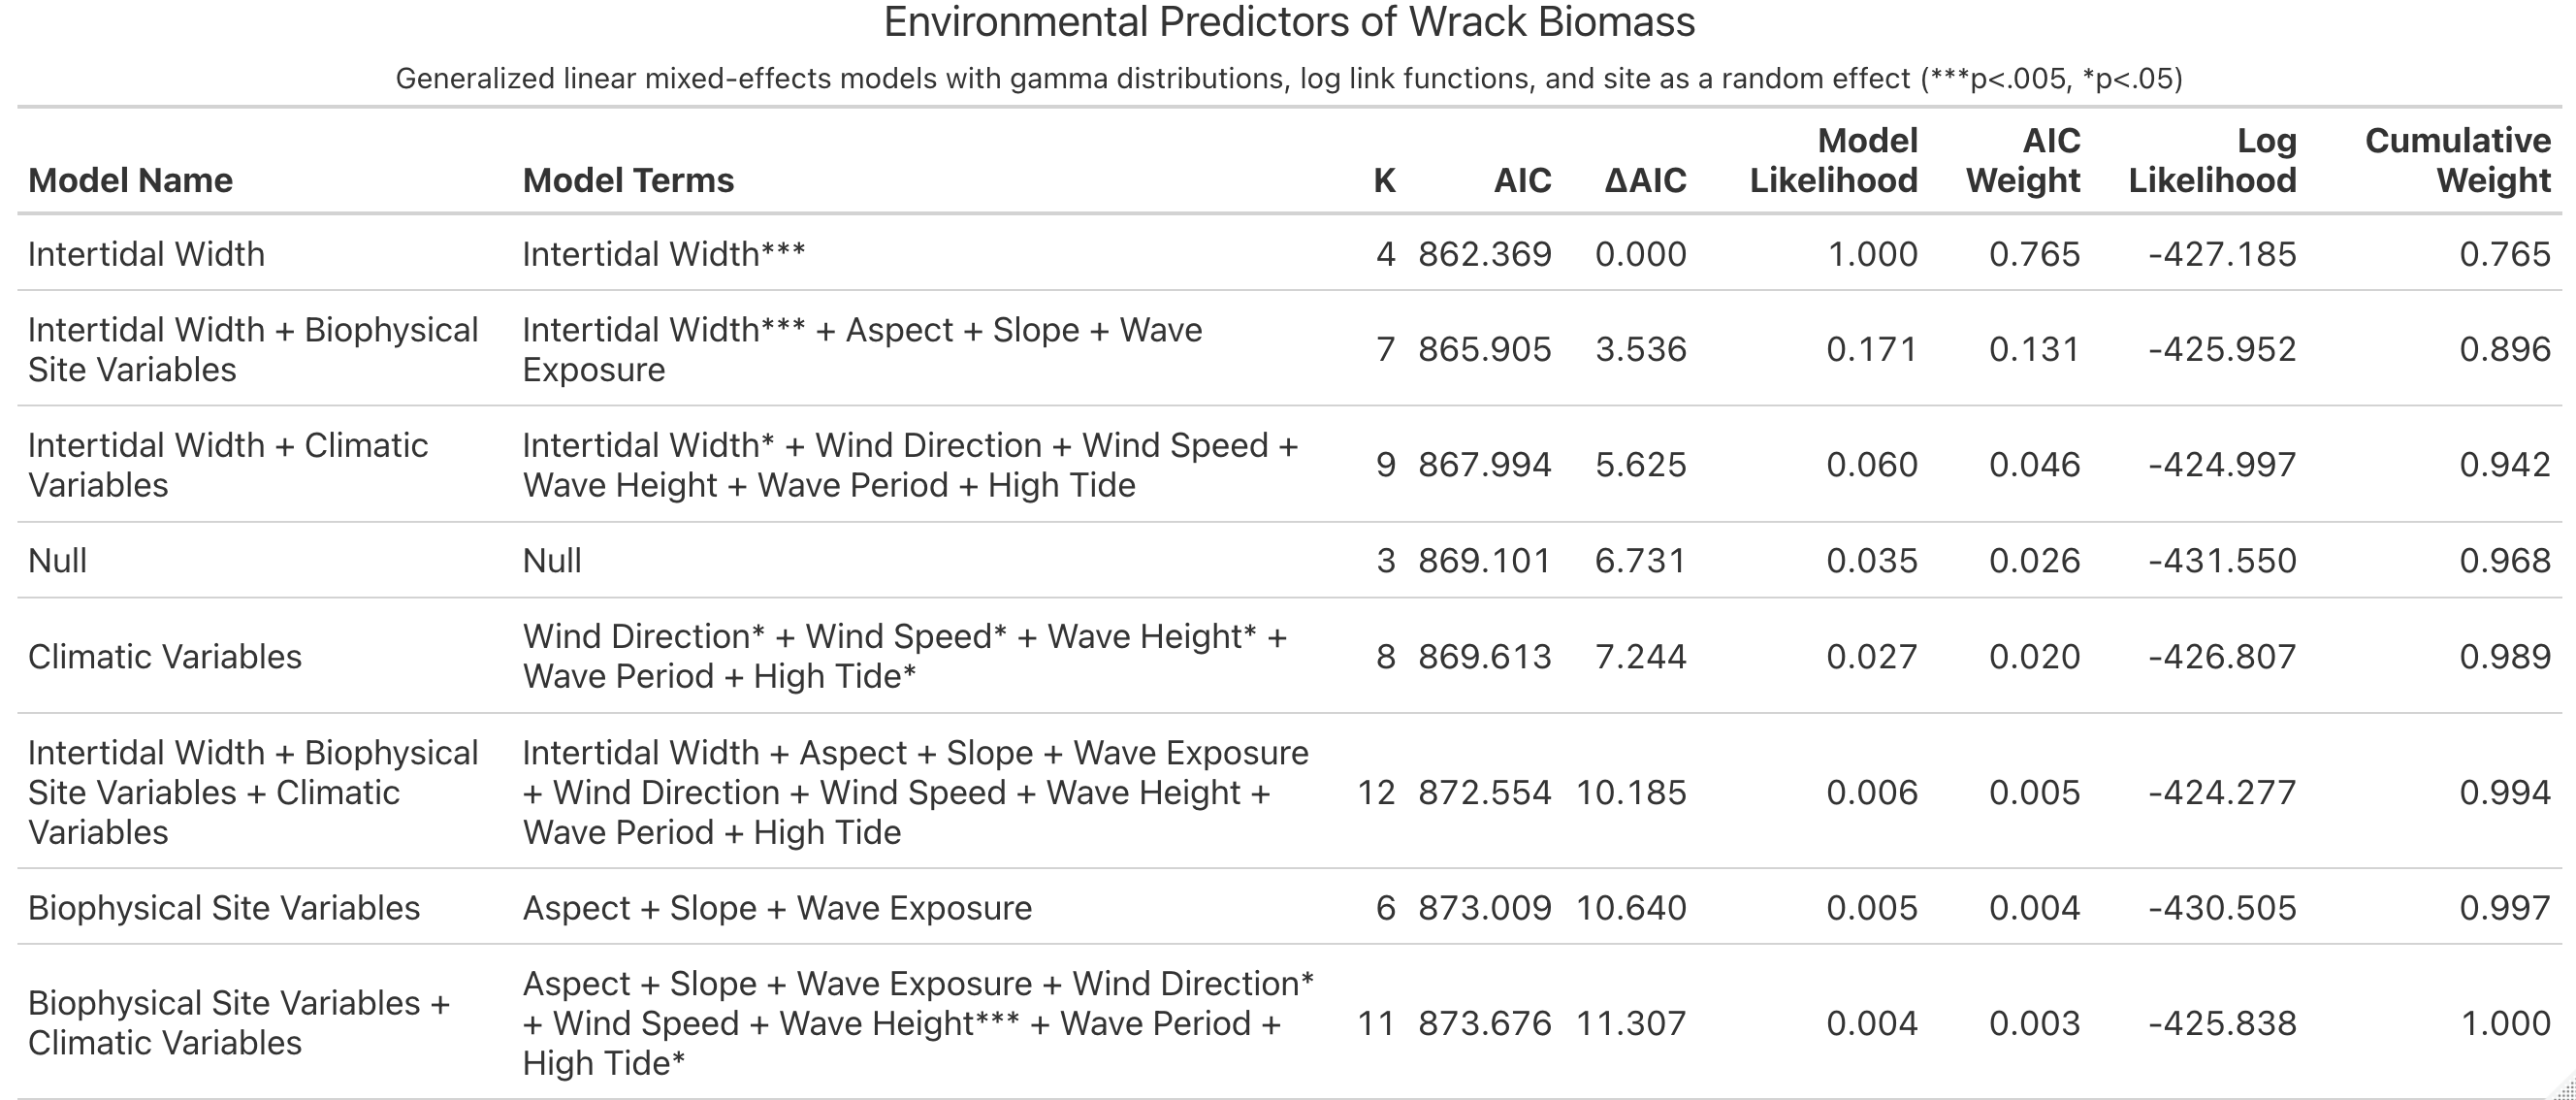 Environmental Predictors of Wrack Biomass
Generalized linear mixed-effects models with gamma distributions, log link functions, and site as a random effect (***p<.005, *p<.05)
Model Name Model Terms K AIC ΔAIC Model Likelihood AIC Weight Log Likelihood Cumulative Weight
Intertidal Width Intertidal Width*** 4 862.369 0.000 1.000 0.765 -427.185 0.765
Intertidal Width + Biophysical Site Variables Intertidal Width*** + Aspect + Slope + Wave Exposure 7 865.905 3.536 0.171 0.131 -425.952 0.896
Intertidal Width + Climatic Variables Intertidal Width* + Wind Direction + Wind Speed + Wave Height + Wave Period + High Tide 9 867.994 5.625 0.060 0.046 -424.997 0.942
Null Null 3 869.101 6.731 0.035 0.026 -431.550 0.968
Climatic Variables Wind Direction* + Wind Speed* + Wave Height* + Wave Period + High Tide* 8 869.613 7.244 0.027 0.020 -426.807 0.989
Intertidal Width + Biophysical Site Variables + Climatic Variables Intertidal Width + Aspect + Slope + Wave Exposure + Wind Direction + Wind Speed + Wave Height + Wave Period + High Tide 12 872.554 10.185 0.006 0.005 -424.277 0.994
Biophysical Site Variables Aspect + Slope + Wave Exposure 6 873.009 10.640 0.005 0.004 -430.505 0.997
Biophysical Site Variables + Climatic Variables Aspect + Slope + Wave Exposure + Wind Direction* + Wind Speed + Wave Height*** + Wave Period + High Tide* 11 873.676 11.307 0.004 0.003 -425.838 1.000